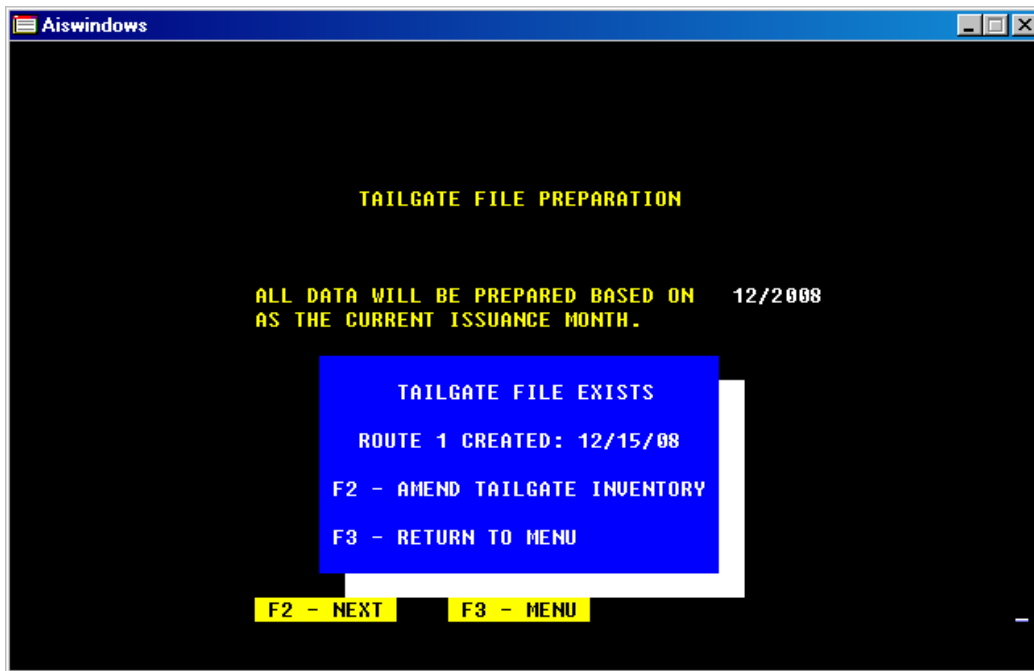 Aiswindows
TAILGATE FILE PREPARATION
ALL DATA WILL BE PREPARED BASED ON 12/2008
AS THE CURRENT ISSUANCE MONTH.
TAILGATE FILE EXISTS
ROUTE 1 CREATED: 12/15/08
F2 - AMEND TAILGATE INVENTORY
F3 - RETURN TO MENU
F2 - NEXT F3 - MENU